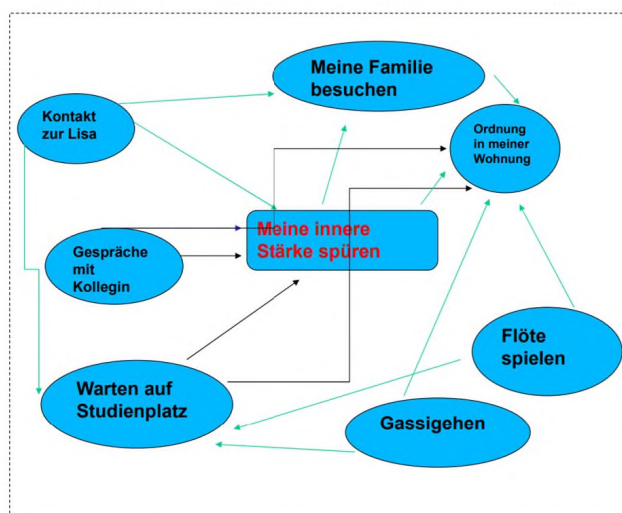 Meine Familie
besuchen
Kontakt
zur Lisa
Ordnung
in meiner
Wohnung
Meine innere
Stärke spüren
Gespräche
mit
Kollegin
Flöte
spielen
Warten auf
Studienplatz
Gassigehen